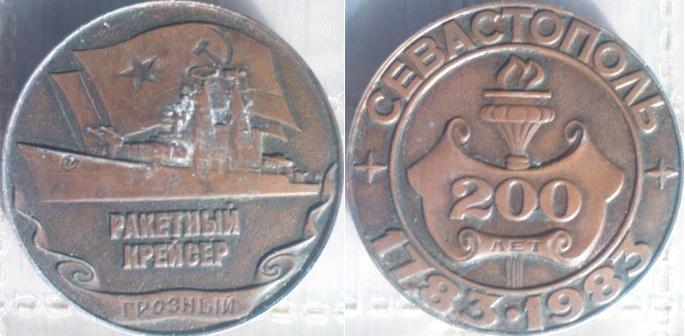 РАКЕТНЫЙ
КРЕЙСЕР
ГРОЗНЫЙ
СЕВАСТОПОЛЬ
200
ЛЕТ
1783·1983